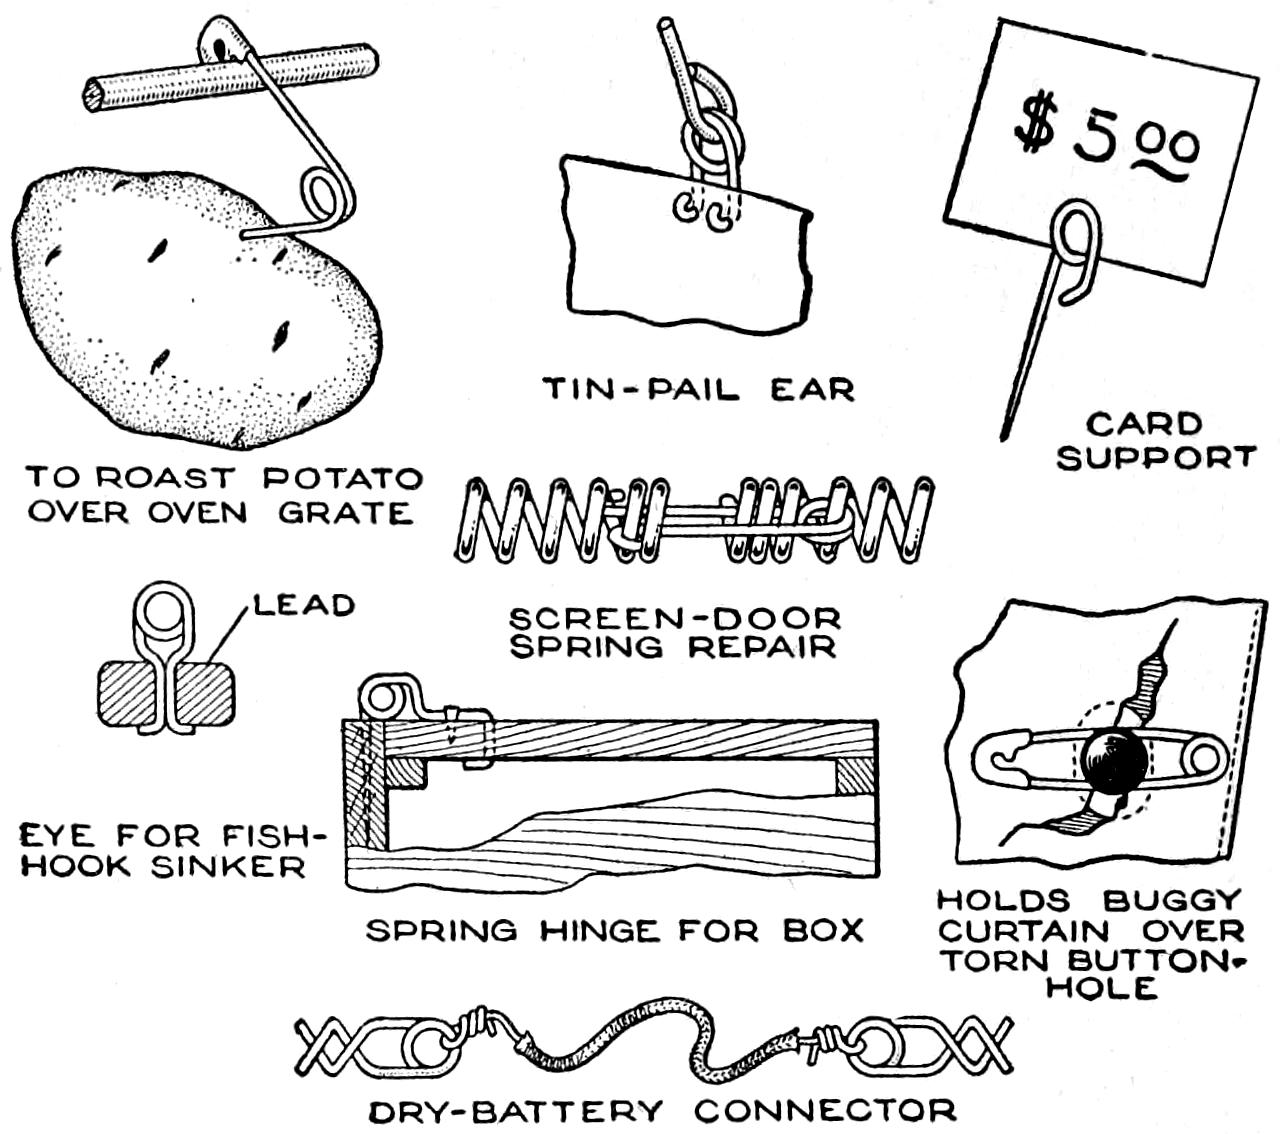 $ 5 00
TIN-PAIL EAR
CARD
SUPPORT
TO ROAST POTATO
OVER OVEN GRATE
SCREEN-DOOR
SPRING REPAIR
LEAD
EYE FOR FISH-
HOOK SINKER
SPRING HINGE FOR BOX
HOLDS BUGGY
CURTAIN OVER
TORN BUTTON-
HOLE
DRY-BATTERY CONNECTOR